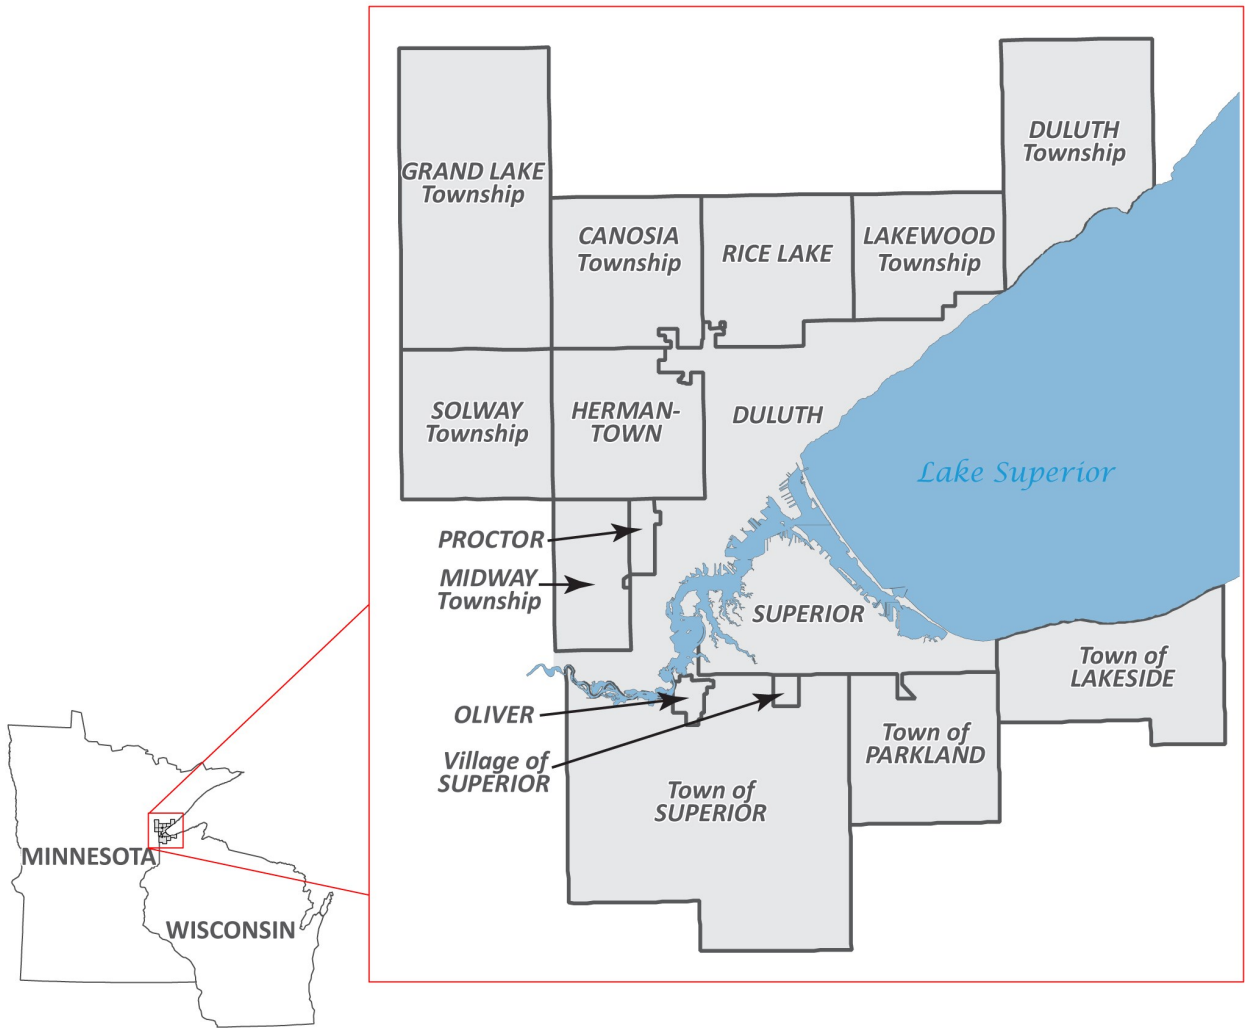 DULUTH
Township
GRAND LAKE
Township
CANOSIA
Township
RICE LAKE
LAKEWOOD
Township
SOLWAY
Township
HERMAN-
TOWN
DULUTH
Lake Superior
PROCTOR
MIDWAY
Township
SUPERIOR
Town of
LAKESIDE
OLIVER
Village of
SUPERIOR
Town of
PARKLAND
Town of
SUPERIOR
MINNESOTA
WISCONSIN